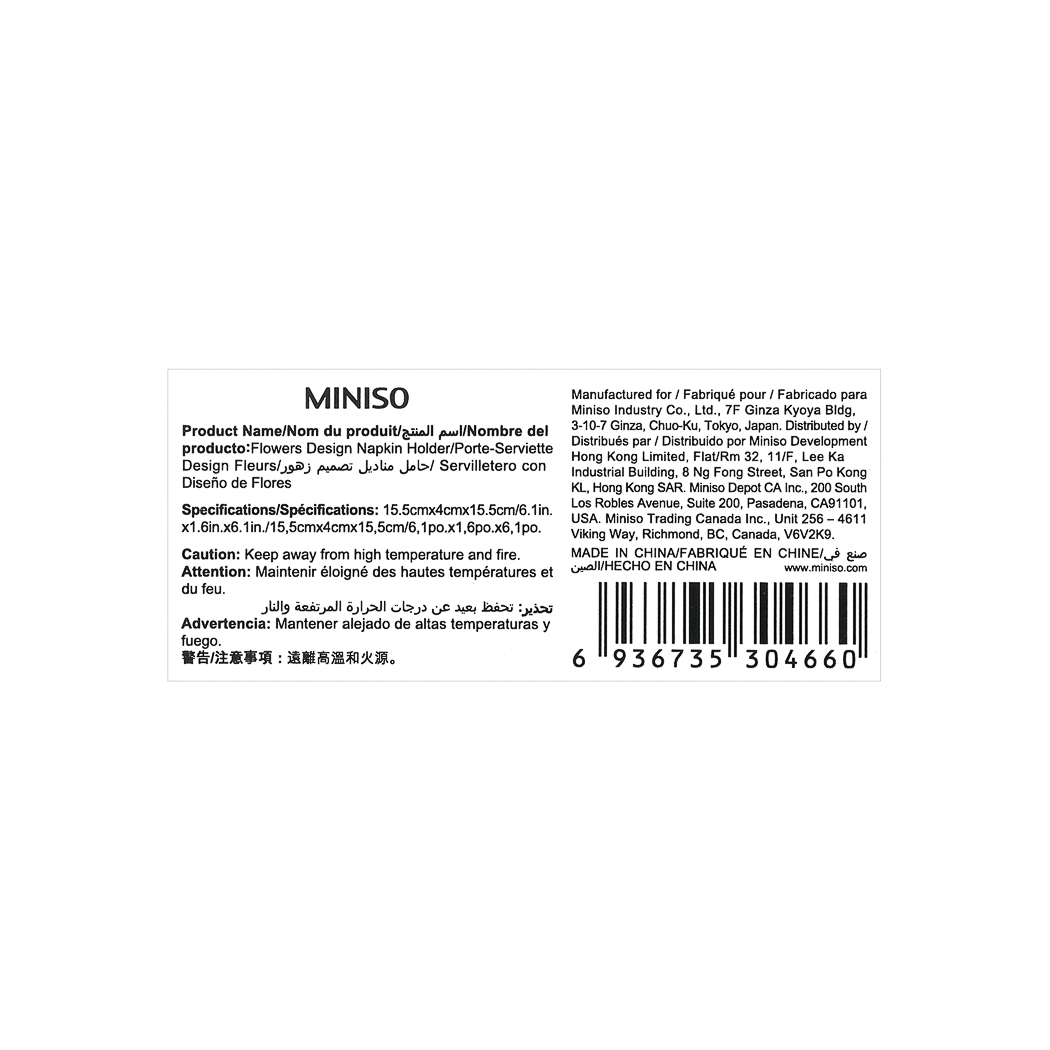 MINISO
Product Name/Nom du produit/اسم المنتج/Nombre del
producto:Flowers Design Napkin Holder/Porte-Serviette
Design Fleurs/حامل مناديل تصميم زهور/ Servilletero con
Diseño de Flores
Specifications/Spécifications: 15.5cmx4cmx15.5cm/6.1in.
x1.6in.x6.1in./15,5cmx4cmx15,5cm/6,1po.x1,6po.x6,1po.
Caution: Keep away from high temperature and fire.
Attention: Maintenir éloigné des hautes températures et
du feu.
تحذير: تحفظ بعيد عن درجات الحرارة المرتفعة والنار
Advertencia: Mantener alejado de altas temperaturas y
fuego.
警告/注意事項：遠離高溫和火源。
Manufactured for / Fabriqué pour / Fabricado para
Miniso Industry Co., Ltd., 7F Ginza Kyoya Bldg,
3-10-7 Ginza, Chuo-Ku, Tokyo, Japan. Distributed by /
Distribués par / Distribuido por Miniso Development
Hong Kong Limited, Flat/Rm 32, 11/F, Lee Ka
Industrial Building, 8 Ng Fong Street, San Po Kong
KL, Hong Kong SAR. Miniso Depot CA Inc., 200 South
Los Robles Avenue, Suite 200, Pasadena, CA91101,
USA. Miniso Trading Canada Inc., Unit 256 – 4611
Viking Way, Richmond, BC, Canada, V6V2K9.
MADE IN CHINA/FABRIQUÉ EN CHINE/صنع في
الصين/HECHO EN CHINA www.miniso.com
6 936735 304660